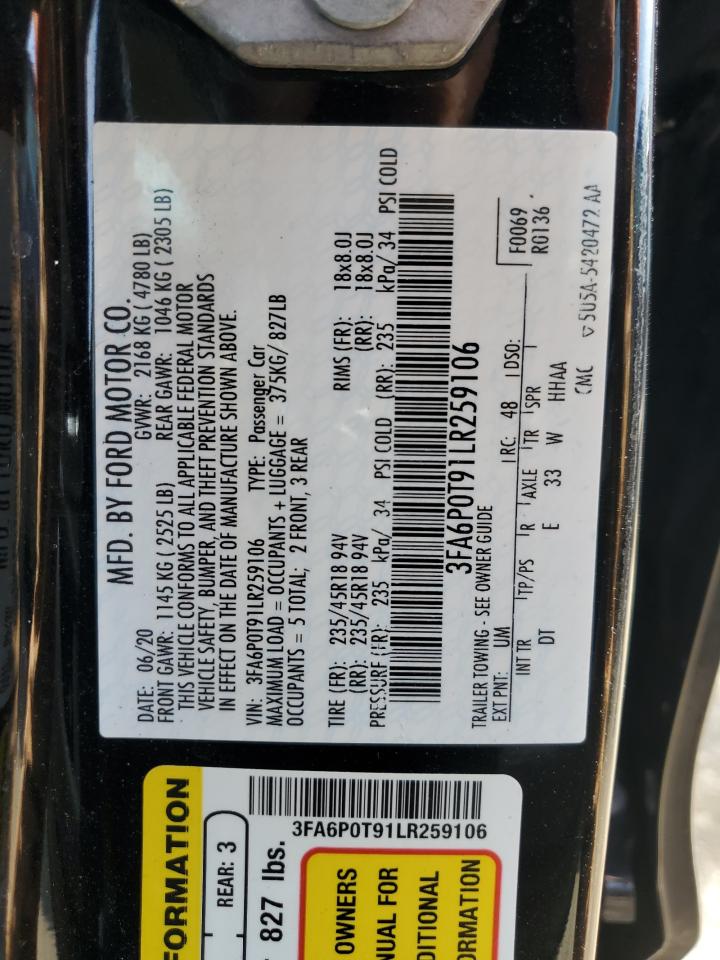 MFD. BY FORD MOTOR CO.
DATE: 06/20 GVWR: 2168 KG ( 4780 LB)
FRONT GAWR: 1145 KG ( 2525 LB) REAR GAWR: 1046 KG ( 2305 LB)
THIS VEHICLE CONFORMS TO ALL APPLICABLE FEDERAL MOTOR
VEHICLE SAFETY, BUMPER, AND THEFT PREVENTION STANDARDS
IN EFFECT ON THE DATE OF MANUFACTURE SHOWN ABOVE.
VIN: 3FA6P0T91LR259106 TYPE: Passenger Car
MAXIMUM LOAD = OCCUPANTS + LUGGAGE = 375KG/ 827LB
OCCUPANTS = 5 TOTAL; 2 FRONT, 3 REAR
TIRE (FR): 235/45R18 94V RIMS (FR): 18x8.0J
(RR): 235/45R18 94V (RR): 18x8.0J
PRESSURE (FR): 235 kPa/ 34 PSI COLD (RR): 235 kPa/ 34 PSI COLD
3FA6P0T91LR259106
TRAILER TOWING - SEE OWNER GUIDE
F0069
R0136
EXT PNT: UM RC: 48 DSO:
INT TR TP/PS R AXLE TR SPR
DT E 33 W HHAA
CMC ▽5U5A-5420472 AA
FORMATION
REAR: 3
827 lbs.
3FA6P0T91LR259106
OWNERS
NUAL FOR
DITIONAL
ORMATION